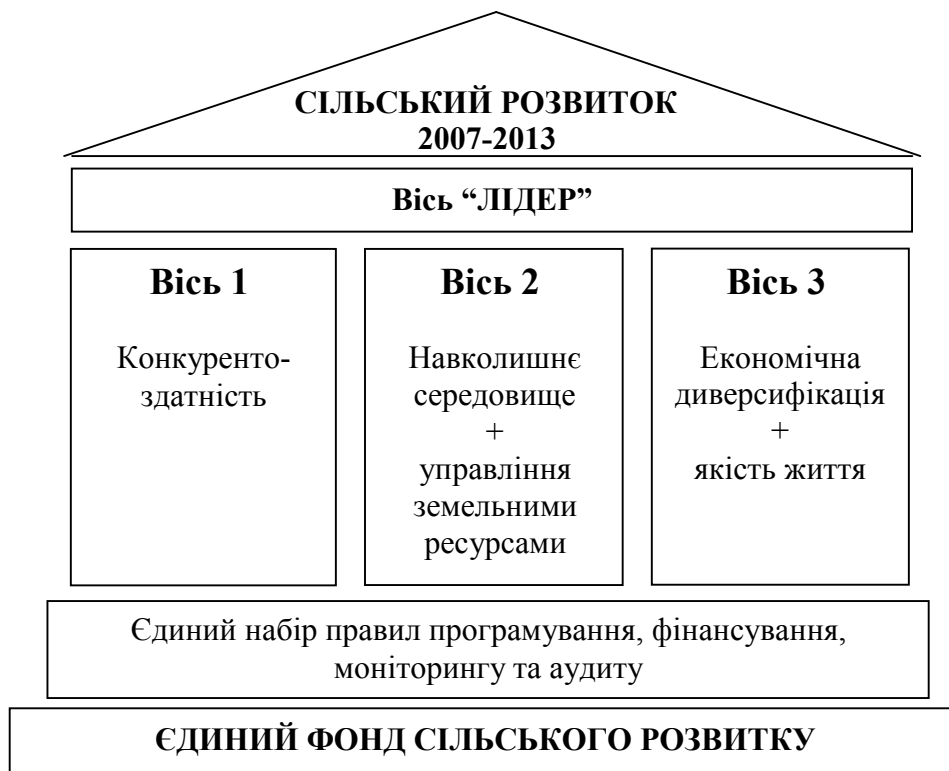 СІЛЬСЬКИЙ РОЗВИТОК
2007-2013
Вісь “ЛІДЕР”
Вісь 1
Конкуренто-
здатність
Вісь 2
Навколишнє
середовище
+
управління
земельними
ресурсами
Вісь 3
Економічна
диверсифікація
+
якість життя
Єдиний набір правил програмування, фінансування,
моніторингу та аудиту
ЄДИНИЙ ФОНД СІЛЬСЬКОГО РОЗВИТКУ